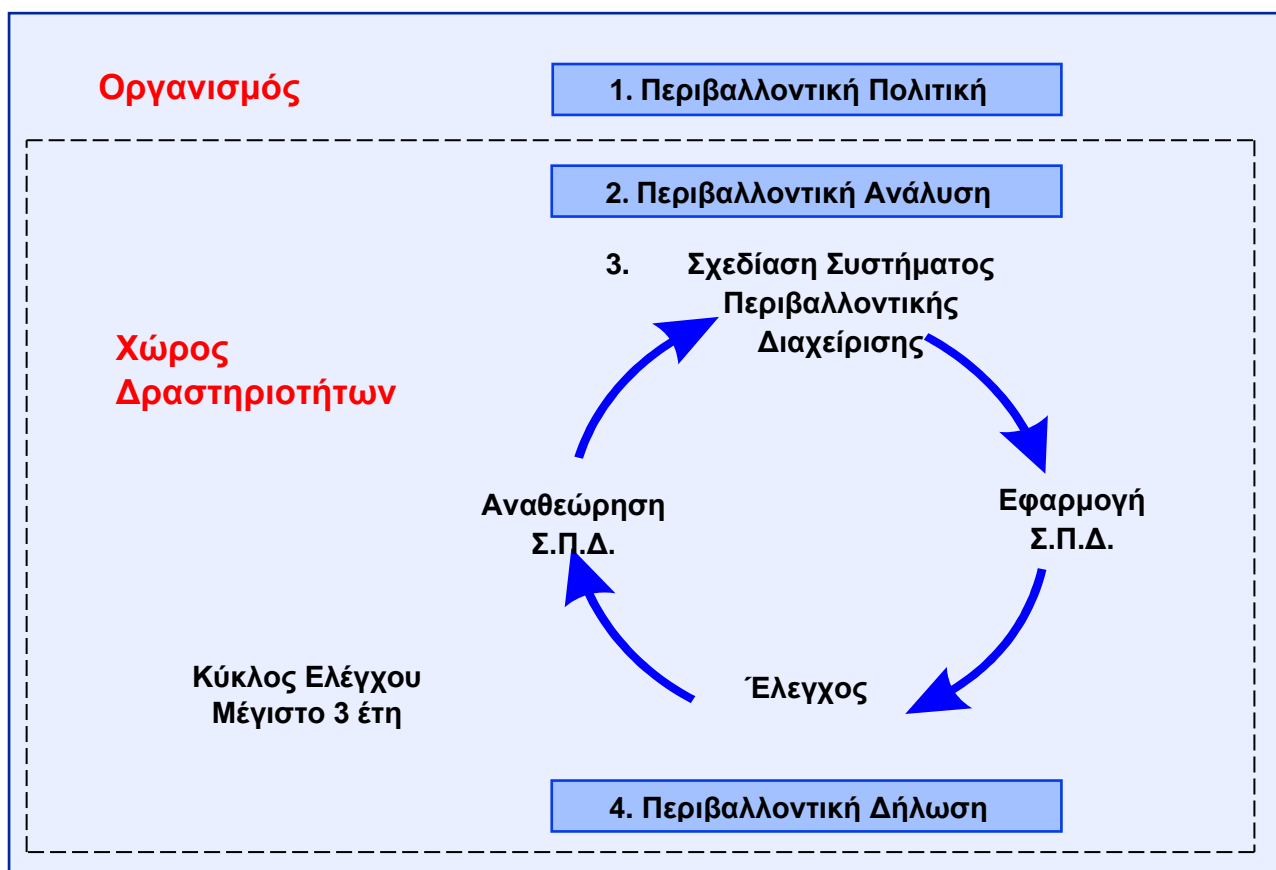 Οργανισμός
1. Περιβαλλοντική Πολιτική
2. Περιβαλλοντική Ανάλυση
3. Σχεδίαση Συστήματος
Περιβαλλοντικής
Διαχείρισης
Χώρος
Δραστηριοτήτων
Αναθεώρηση
Σ.Π.Δ.
Εφαρμογή
Σ.Π.Δ.
Κύκλος Ελέγχου
Μέγιστο 3 έτη
Έλεγχος
4. Περιβαλλοντική Δήλωση